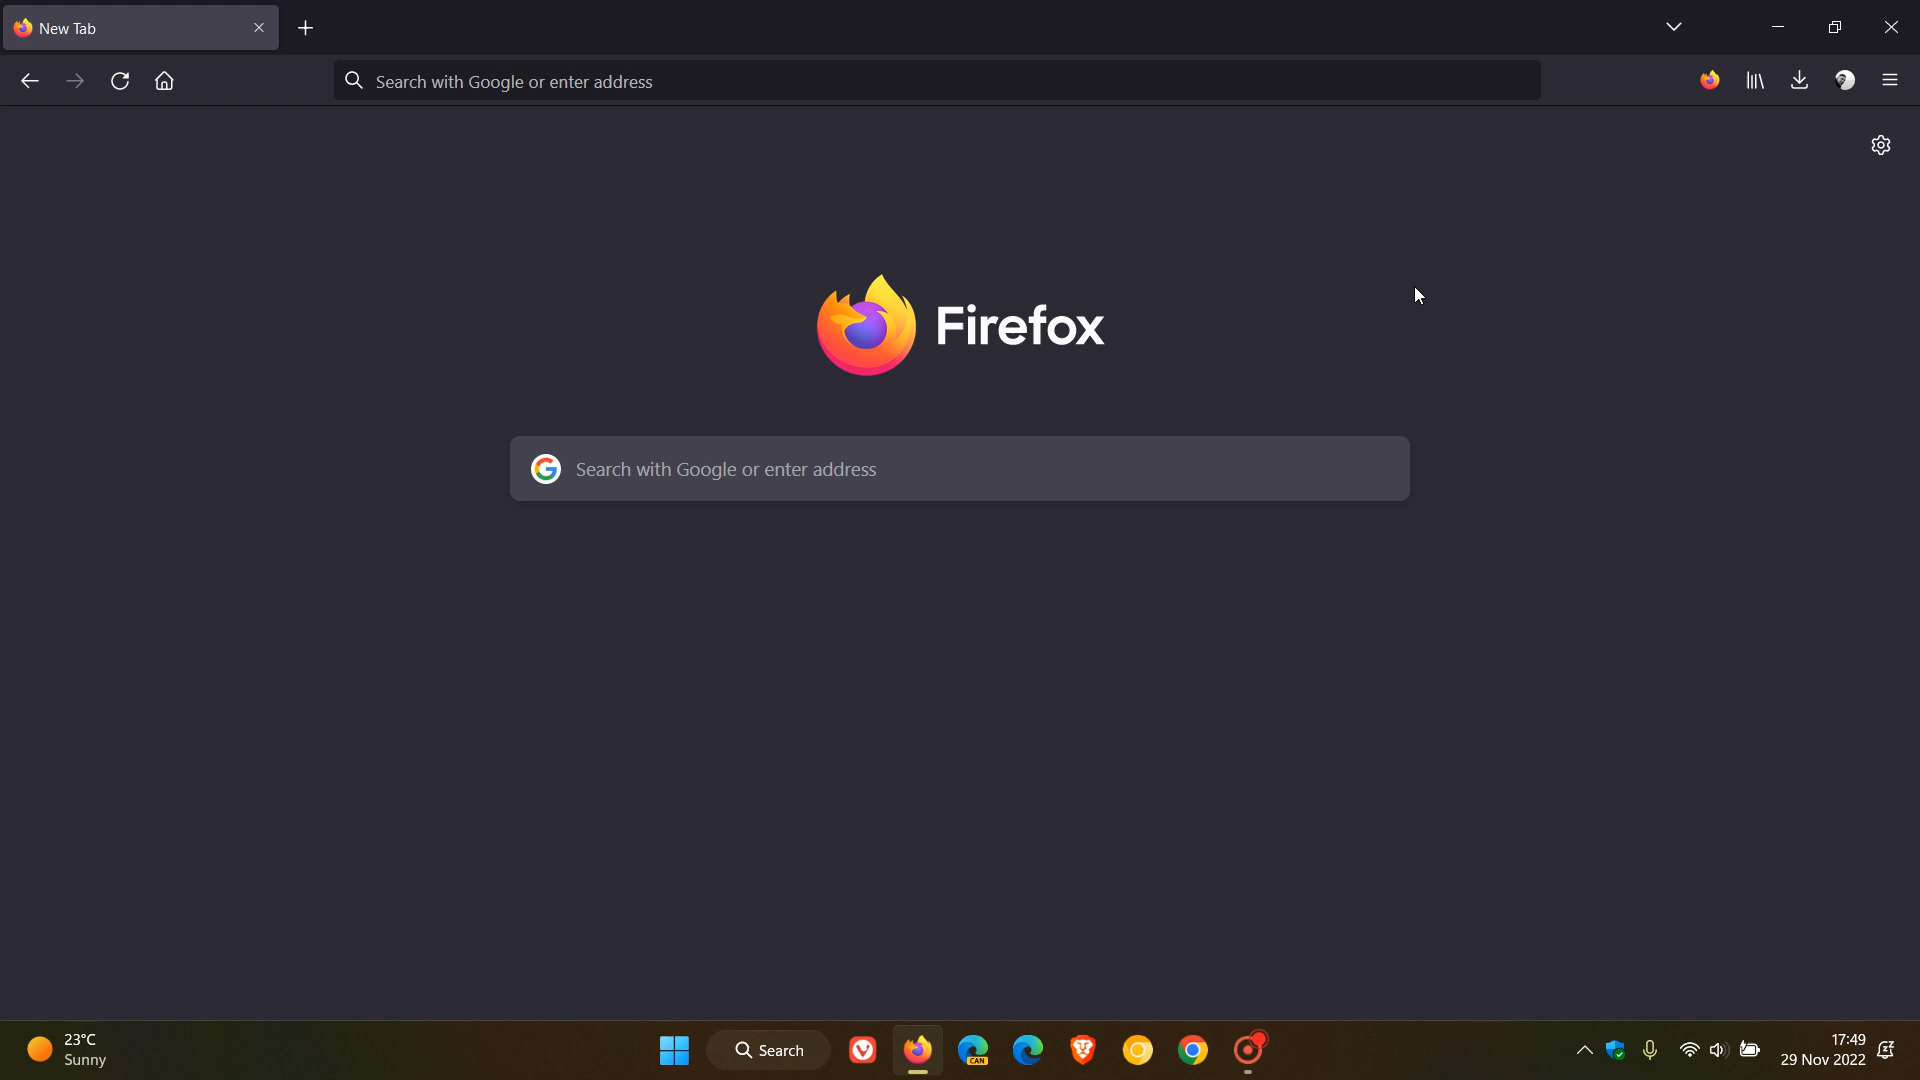 New Tab
Search with Google or enter address
Firefox
Search with Google or enter address
23°C
Sunny
Search
CAN
17:49
29 Nov 2022